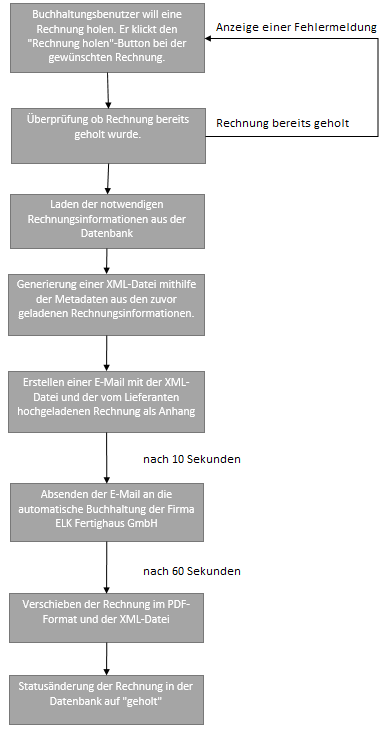 Buchhaltungsbenutzer will eine
Rechnung holen. Er klickt den
"Rechnung holen"-Button bei der
gewünschten Rechnung.
Anzeige einer Fehlermeldung
Überprüfung ob Rechnung bereits
geholt wurde.
Rechnung bereits geholt
Laden der notwendigen
Rechnungsinformationen aus der
Datenbank
Generierung einer XML-Datei mithilfe
der Metadaten aus den zuvor
geladenen Rechnungsinformationen.
Erstellen einer E-Mail mit der XML-
Datei und der vom Lieferanten
hochgeladenen Rechnung als Anhang
nach 10 Sekunden
Absenden der E-Mail an die
automatische Buchhaltung der Firma
ELK Fertighaus GmbH
nach 60 Sekunden
Verschieben der Rechnung im PDF-
Format und der XML-Datei
Statusänderung der Rechnung in der
Datenbank auf "geholt"